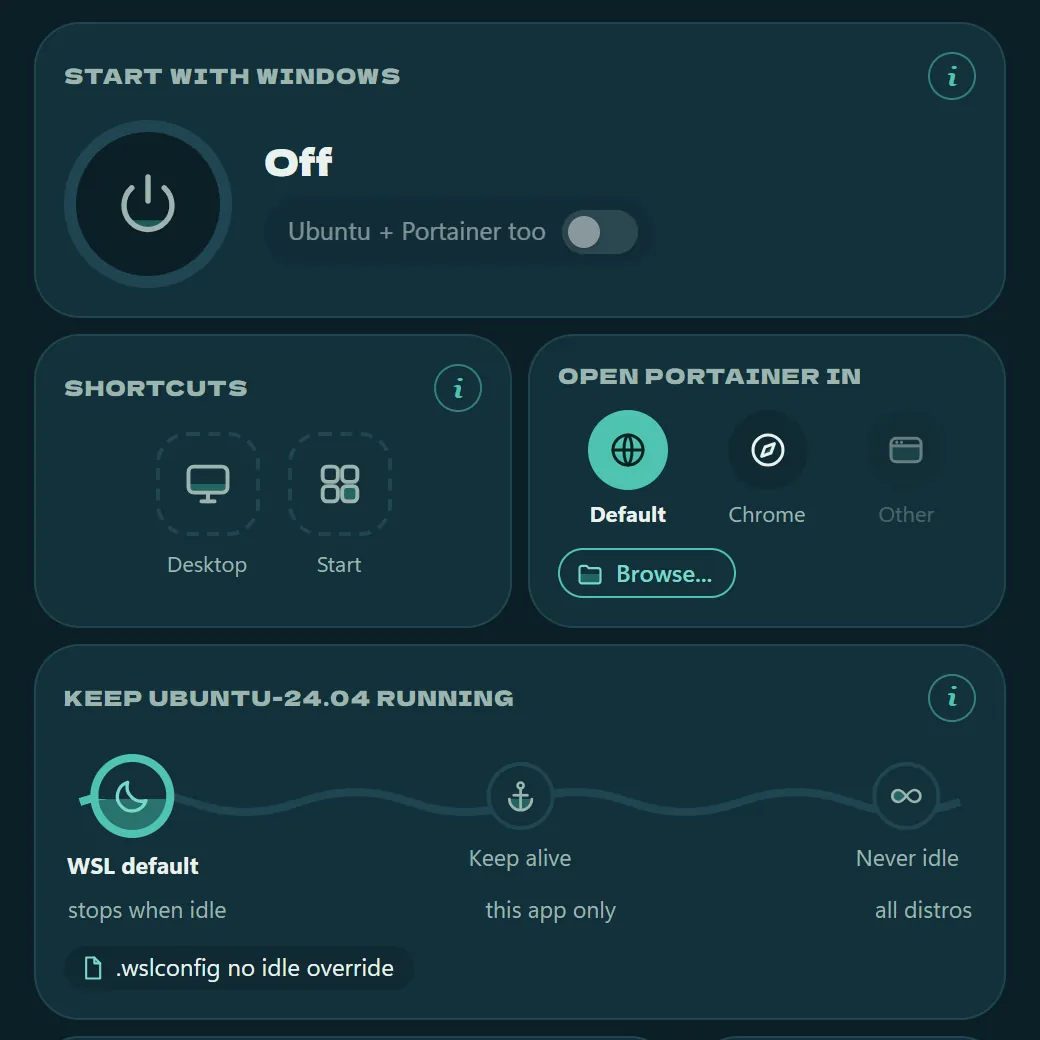 START WITH WINDOWS
i
Off
Ubuntu + Portainer too
SHORTCUTS
i
Desktop
Start
OPEN PORTAINER IN
Default
Chrome
Other
Browse...
KEEP UBUNTU-24.04 RUNNING
i
WSL default
Keep alive
Never idle
stops when idle
this app only
all distros
.wslconfig no idle override